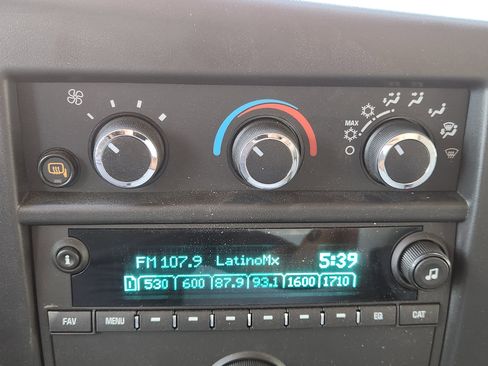 MAX
FM 107.9 LatinoMx 5:39
D 530 600 87.9 93.1 1600 1710
i
FAV MENU EQ CAT